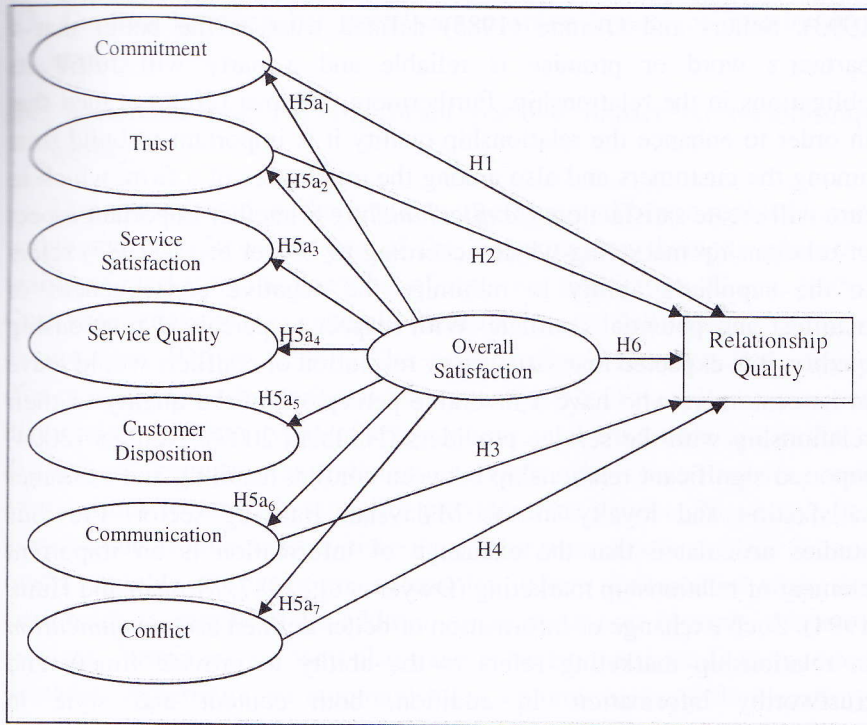 Commitment
H5a1
Trust
H5a2
H1
Service
Satisfaction
H5a3
H2
Service Quality
H5a4
Overall
Satisfaction
H6
Relationship
Quality
H5a5
Customer
Disposition
H3
H5a6
Communication
H4
H5a7
Conflict